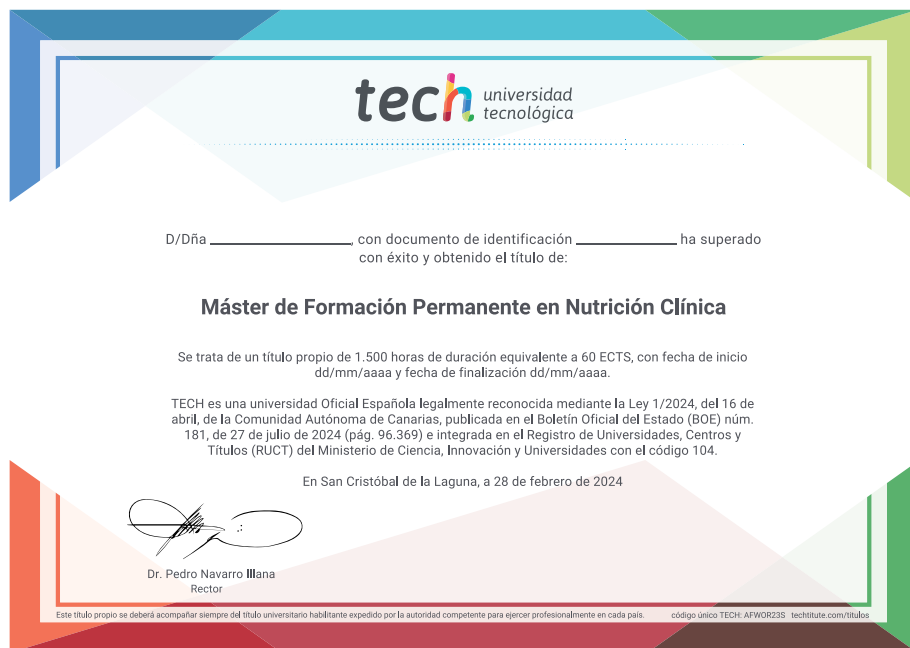 tech universidad
tecnológica
D/Dña ______________, con documento de identificación __________ ha superado
con éxito y obtenido el título de:
Máster de Formación Permanente en Nutrición Clínica
Se trata de un título propio de 1.500 horas de duración equivalente a 60 ECTS, con fecha de inicio
dd/mm/aaaa y fecha de finalización dd/mm/aaaa.
TECH es una universidad Oficial Española legalmente reconocida mediante la Ley 1/2024, del 16 de
abril, de la Comunidad Autónoma de Canarias, publicada en el Boletín Oficial del Estado (BOE) núm.
181, de 27 de julio de 2024 (pág. 96.369) e integrada en el Registro de Universidades, Centros y
Títulos (RUCT) del Ministerio de Ciencia, Innovación y Universidades con el código 104.
En San Cristóbal de la Laguna, a 28 de febrero de 2024
Dr. Pedro Navarro Illana
Rector
Este título propio se deberá acompañar siempre del título universitario habilitante expedido por la autoridad competente para ejercer profesionalmente en cada país. código único TECH: AFWOR23S techtitute.com/titulos